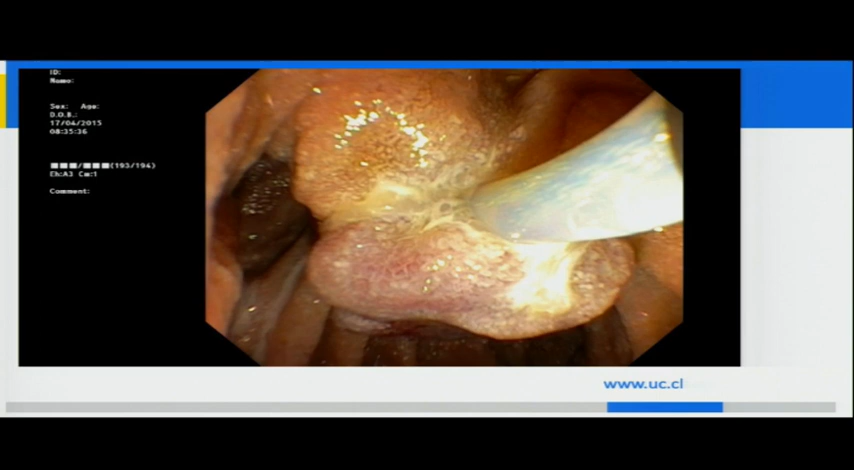 ID:
Name:
Sex: Age:
D.O.B.:
17/04/2015
08:35:36
■■■/■■■(193/194)
Eh:A3 Cm:1
Comment:
www.uc.cl